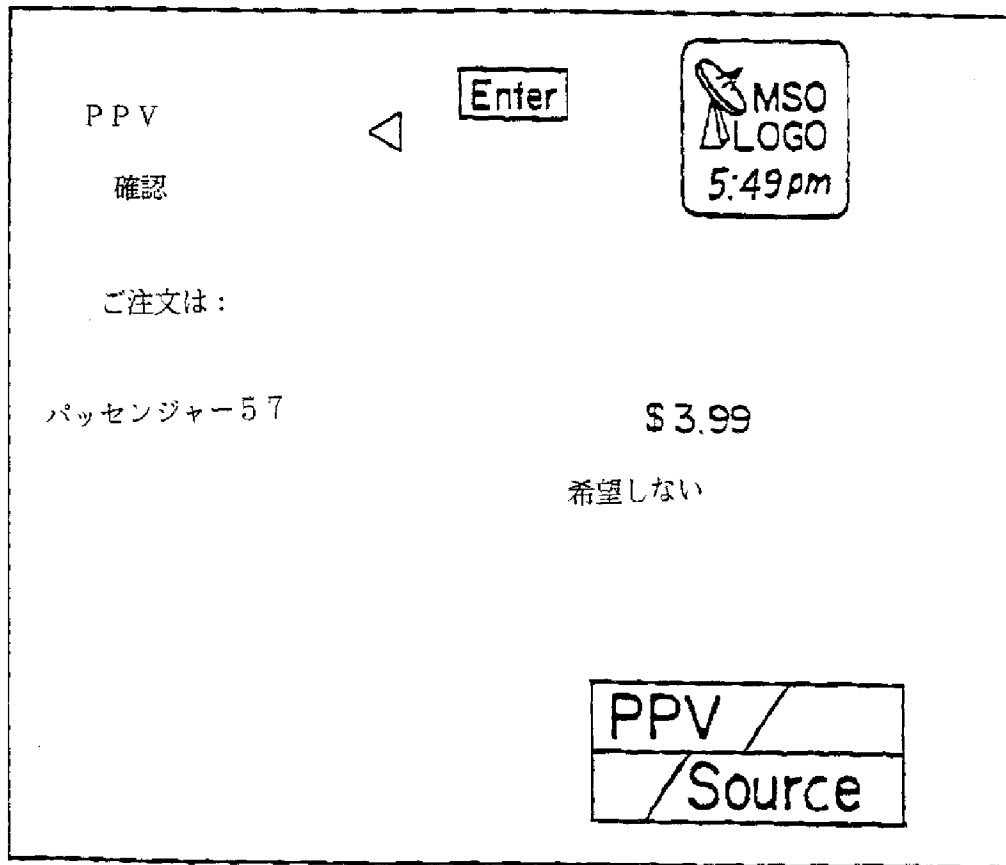 PPV
Enter
MSO
LOGO
5:49pm
確認
ご注文は:
パッセンジャー57
$3.99
希望しない
PPV
Source